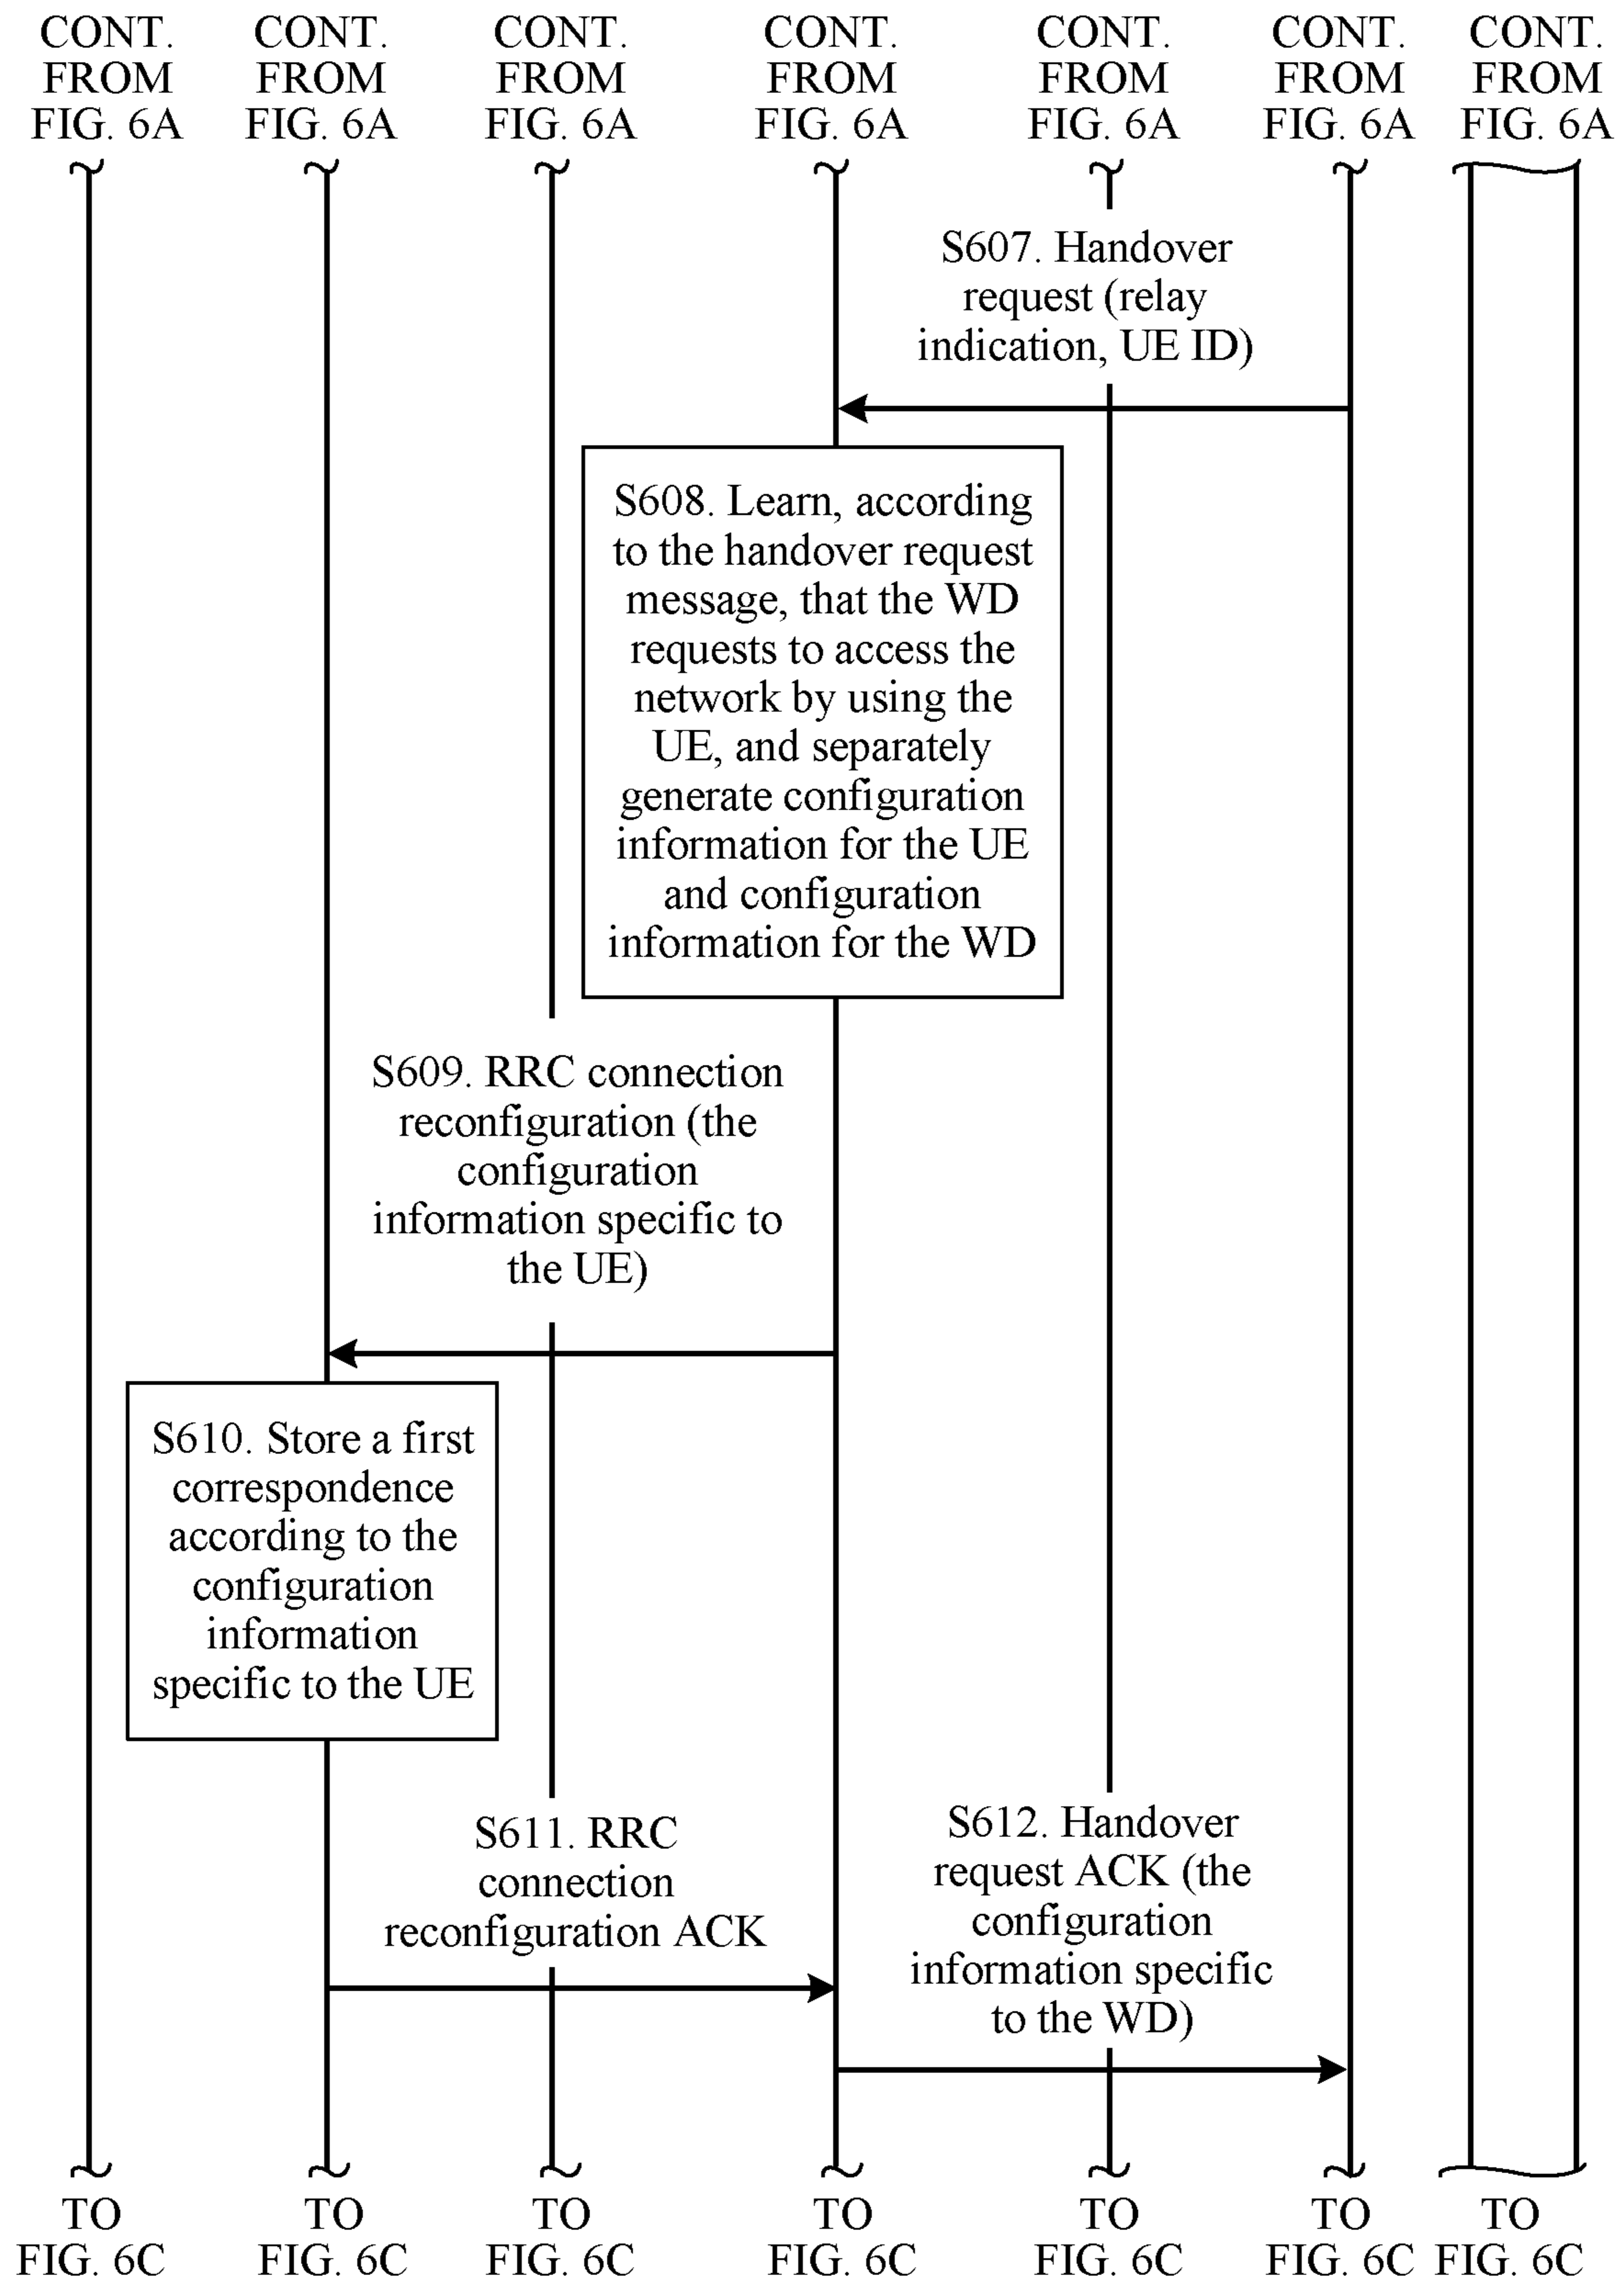 CONT. FROM FIG. 6A
CONT. FROM FIG. 6A
CONT. FROM FIG. 6A
CONT. FROM FIG. 6A
CONT. FROM FIG. 6A
CONT. FROM FIG. 6A
CONT. FROM FIG. 6A
S607. Handover
request (relay
indication, UE ID)
S608. Learn, according
to the handover request
message, that the WD
requests to access the
network by using the
UE, and separately
generate configuration
information for the UE
and configuration
information for the WD
S609. RRC connection
reconfiguration (the
configuration
information specific to
the UE)
S610. Store a first
correspondence
according to the
configuration
information
specific to the UE
S611. RRC
connection
reconfiguration ACK
S612. Handover
request ACK (the
configuration
information specific
to the WD)
TO FIG. 6C
TO FIG. 6C
TO FIG. 6C
TO FIG. 6C
TO FIG. 6C
TO FIG. 6C
TO FIG. 6C